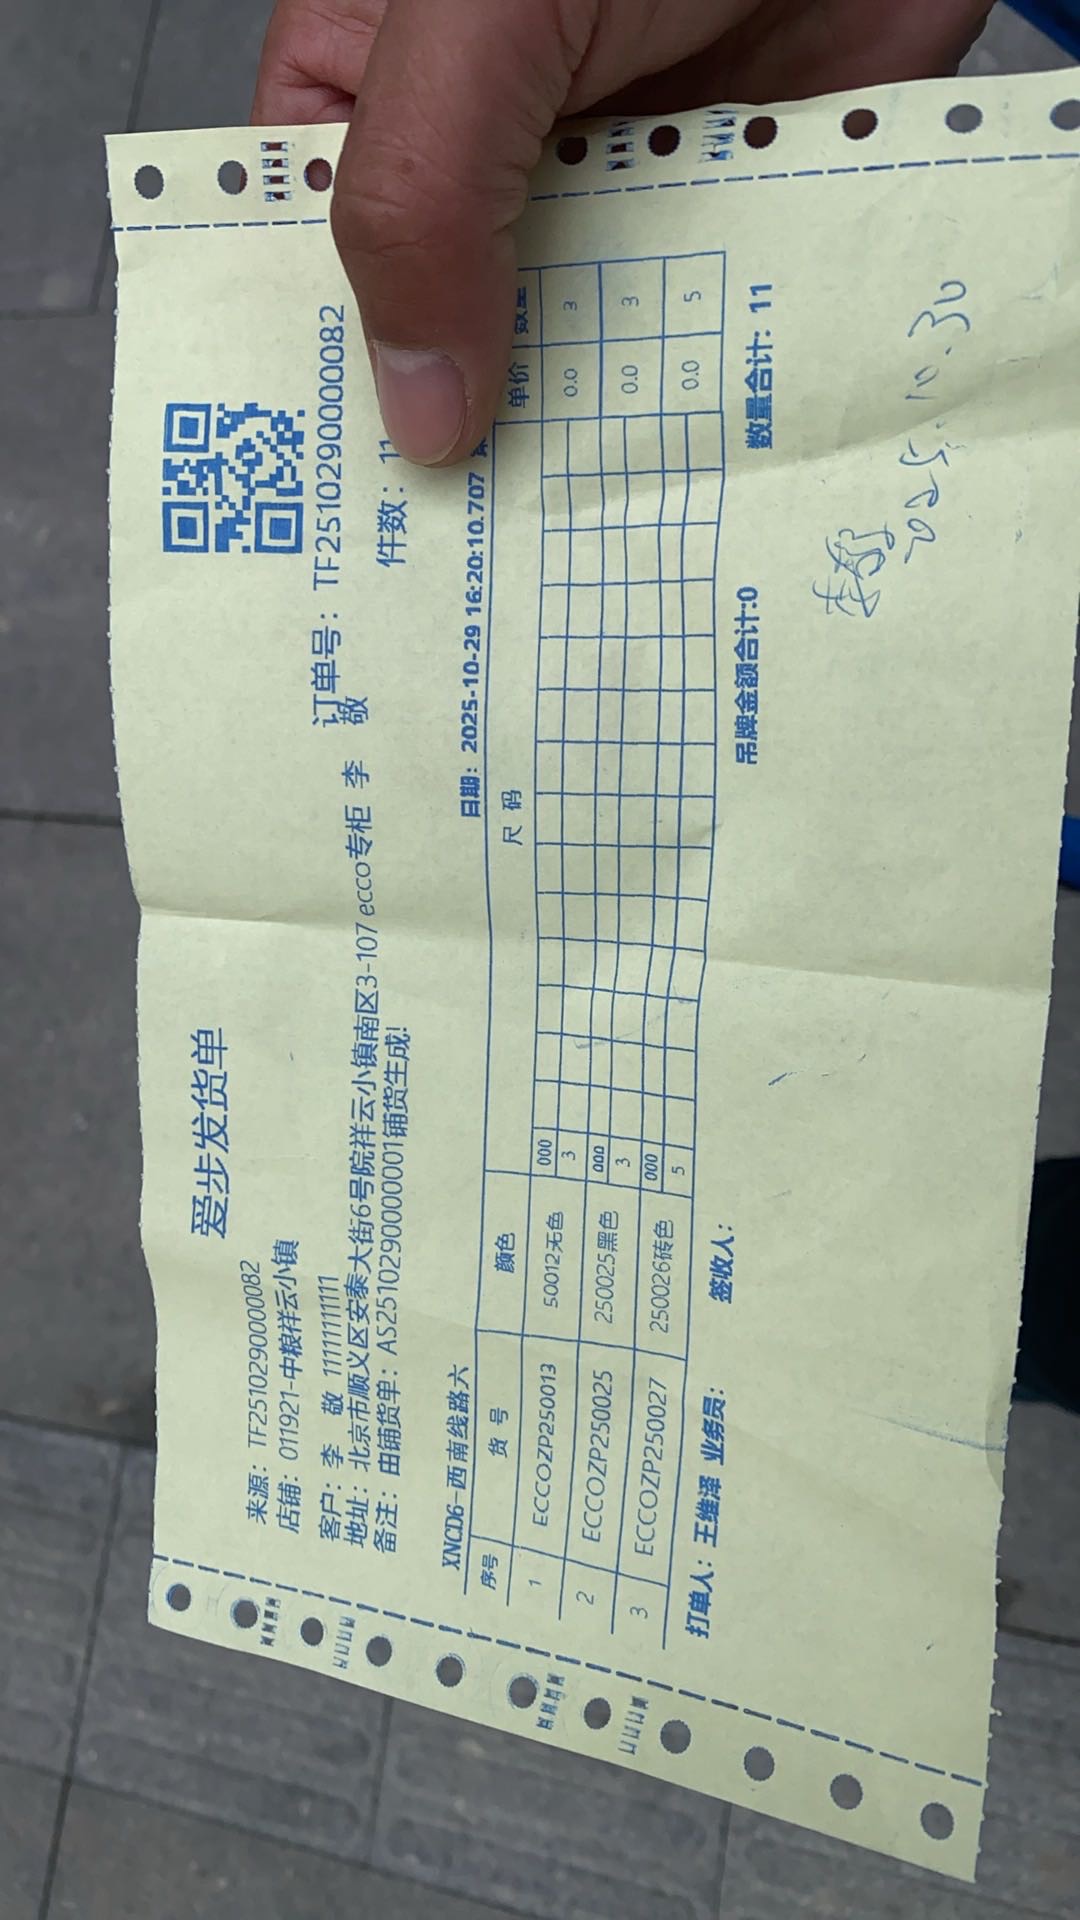 爱步发货单
来源：TF25102900000082
店铺：011921-中粮祥云小镇
订单号：TF25102900000082
客户：李 敬 11111111111
地址：北京市顺义区安泰大街6号院祥云小镇南区3-107 ecco专柜 李 敬
件数：11
备注：由铺货单：AS251029000000001铺货生成!
XNCD6-西南线路六 日期：2025-10-29 16:20:10.707
序号 货 号 颜色 尺 码 单价 数量
1 ECCOZP250013 50012无色 000 3 0.0 3
2 ECCOZP250025 250025黑色 000 3 0.0 3
3 ECCOZP250027 250026砖色 000 5 0.0 5
打单人：王维泽 业务员： 签收人： 吊牌金额合计:0 数量合计：11
2025.10.30